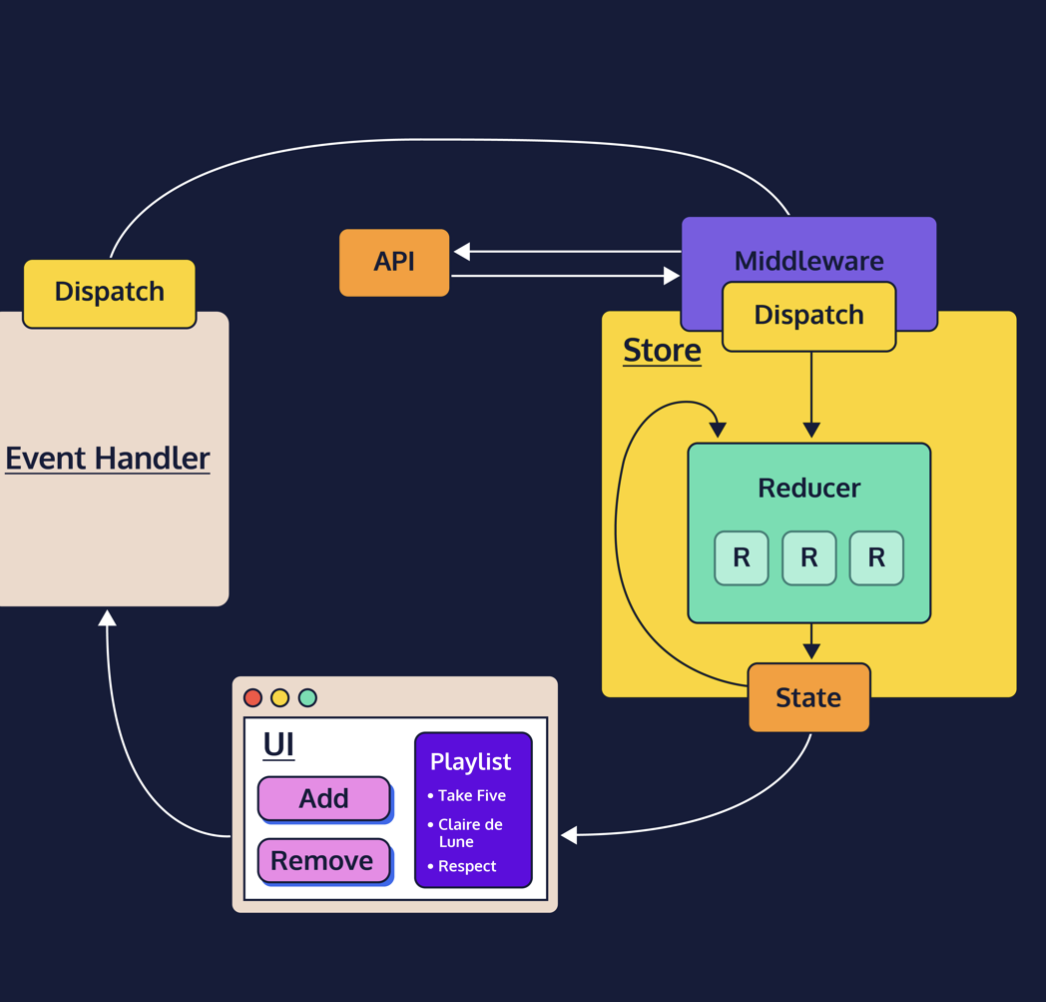 API
Middleware
Dispatch
Dispatch
Store
Event Handler
Reducer
R R R
State
UI
Add
Remove
Playlist
• Take Five
• Claire de
Lune
• Respect